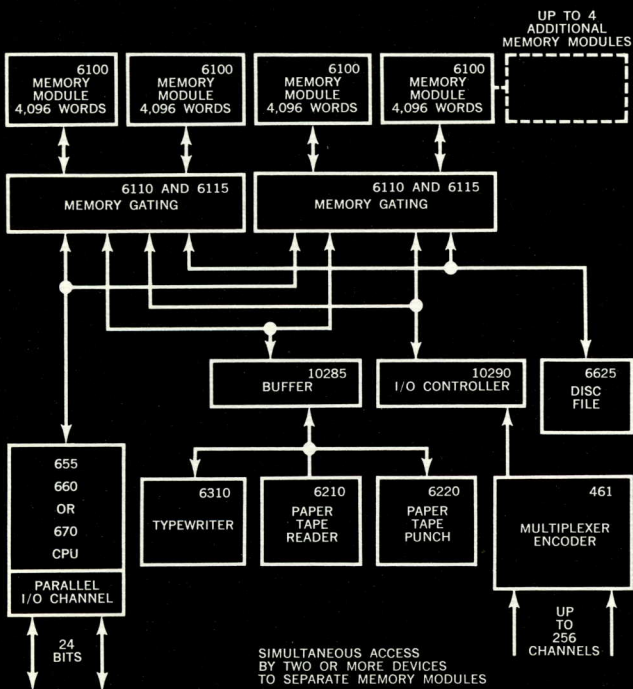 UP TO 4
ADDITIONAL
MEMORY MODULES
6100
MEMORY
MODULE
4,096 WORDS
6100
MEMORY
MODULE
4,096 WORDS
6100
MEMORY
MODULE
4,096 WORDS
6100
MEMORY
MODULE
4,096 WORDS
6110 AND 6115
MEMORY GATING
6110 AND 6115
MEMORY GATING
10285
BUFFER
10290
I/O CONTROLLER
6625
DISC
FILE
655
660
OR
670
CPU
PARALLEL
I/O CHANNEL
24
BITS
6310
TYPEWRITER
6210
PAPER
TAPE
READER
6220
PAPER
TAPE
PUNCH
461
MULTIPLEXER
ENCODER
UP
TO
256
CHANNELS
SIMULTANEOUS ACCESS
BY TWO OR MORE DEVICES
TO SEPARATE MEMORY MODULES